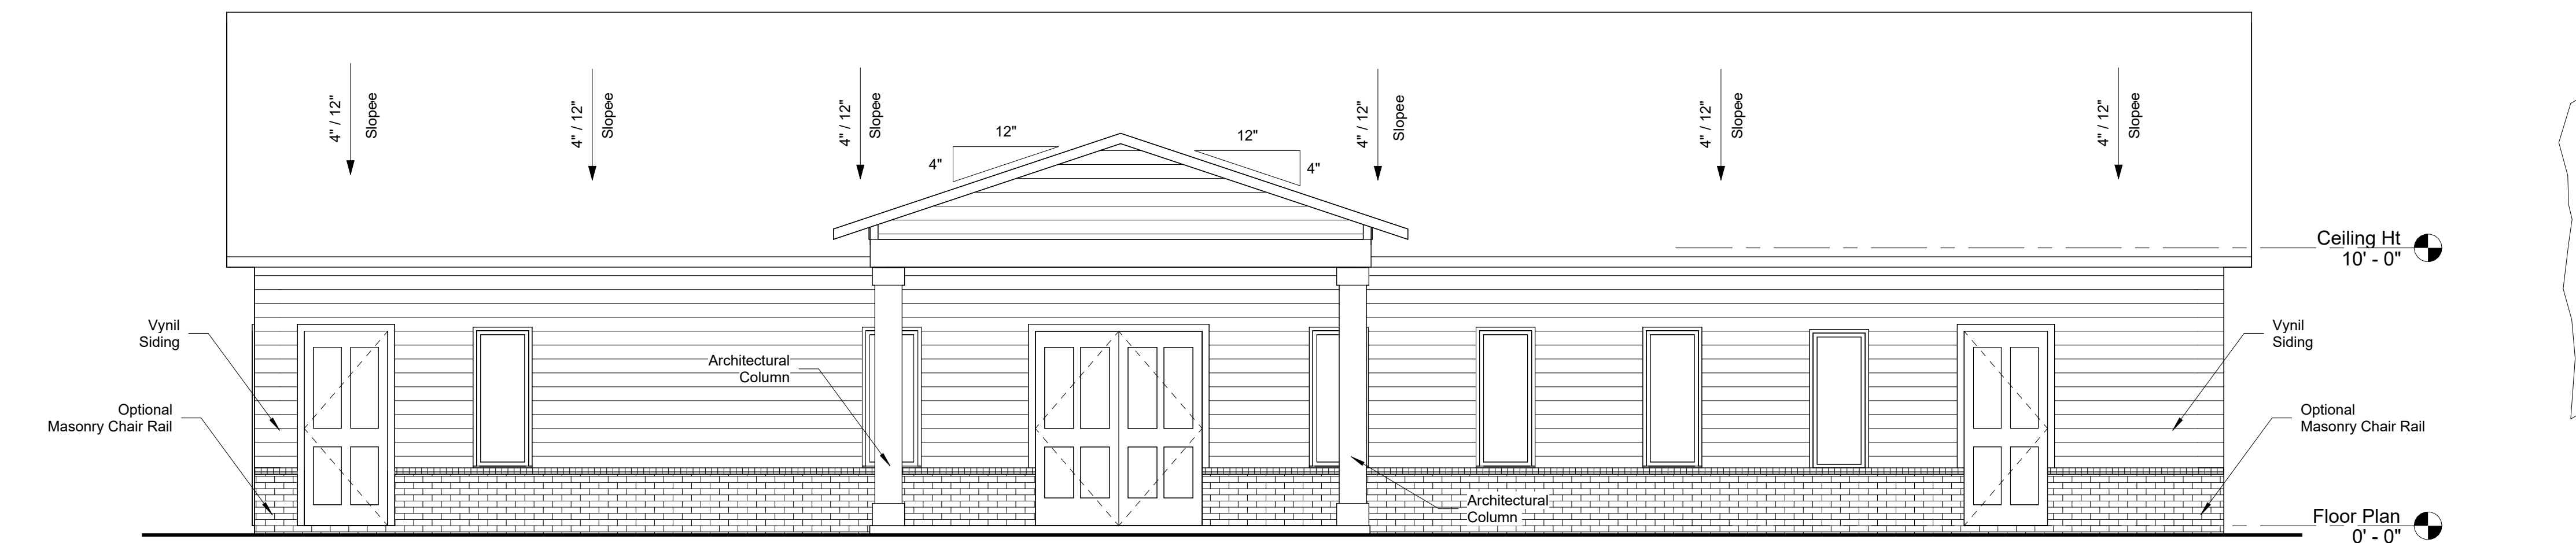 4" / 12"
Slopee
4" / 12"
Slopee
4" / 12"
Slopee
4" / 12"
Slopee
4" / 12"
Slopee
4" / 12"
Slopee
12"
4"
12"
4"
Ceiling Ht
10' - 0"
Vynil
Siding
Architectural
Column
Vynil
Siding
Optional
Masonry Chair Rail
Optional
Masonry Chair Rail
Architectural
Column
Floor Plan
0' - 0"